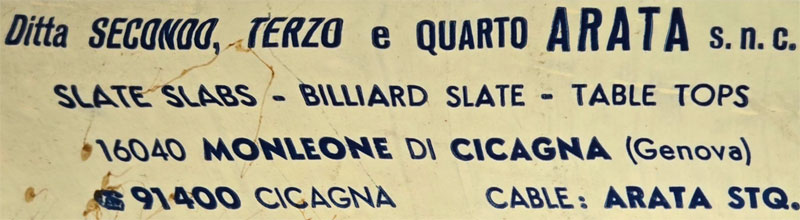 Ditta SECONDO, TERZO e QUARTO ARATA s.n.c.
SLATE SLABS - BILLIARD SLATE - TABLE TOPS
16040 MONLEONE DI CICAGNA (Genova)
☎ 91400 CICAGNA CABLE: ARATA STQ.